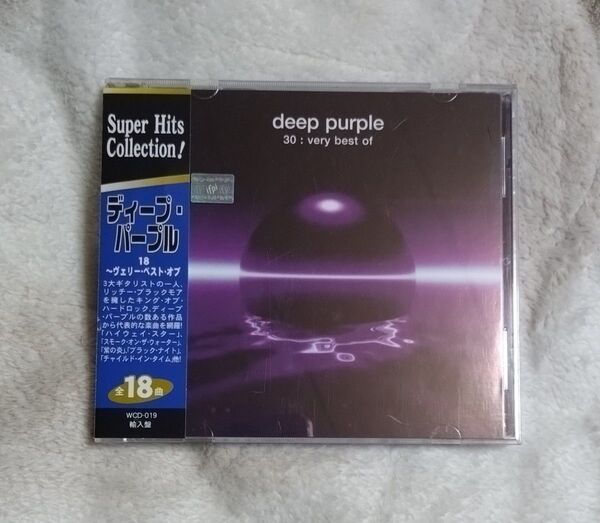 Super Hits
Collection!
ディープ・
パープル
18
～ヴェリー・ベスト・オブ
3大ギタリストの一人、
リッチー・ブラックモア
を擁したキング・オブ・
ハードロック、ディープ
・パープルの数ある作品
から代表的な楽曲を網羅!
「ハイウェイ・スター」、
「スモーク・オン・ザ・ウォーター」、
「紫の炎」、「ブラック・ナイト」、
「チャイルド・イン・タイム」他!
全18曲
WCD-019
輸入盤
deep purple
30 : very best of